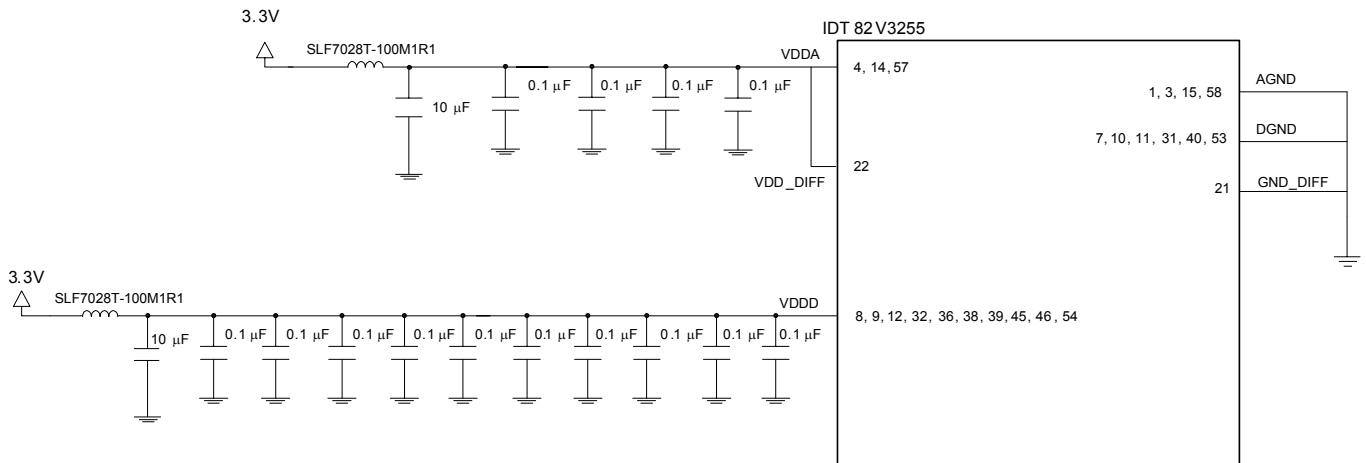 3.3V
IDT 82V3255
SLF7028T-100M1R1
VDDA
4, 14, 57
0.1 μF
0.1 μF
0.1 μF
0.1 μF
10 μF
AGND
1, 3, 15, 58
DGND
7, 10, 11, 31, 40, 53
22
VDD_DIFF
GND_DIFF
21
3.3V
SLF7028T-100M1R1
VDDD
8, 9, 12, 32, 36, 38, 39, 45, 46, 54
10 μF
0.1 μF
0.1 μF
0.1 μF
0.1 μF
0.1 μF
0.1 μF
0.1 μF
0.1 μF
0.1 μF
0.1 μF